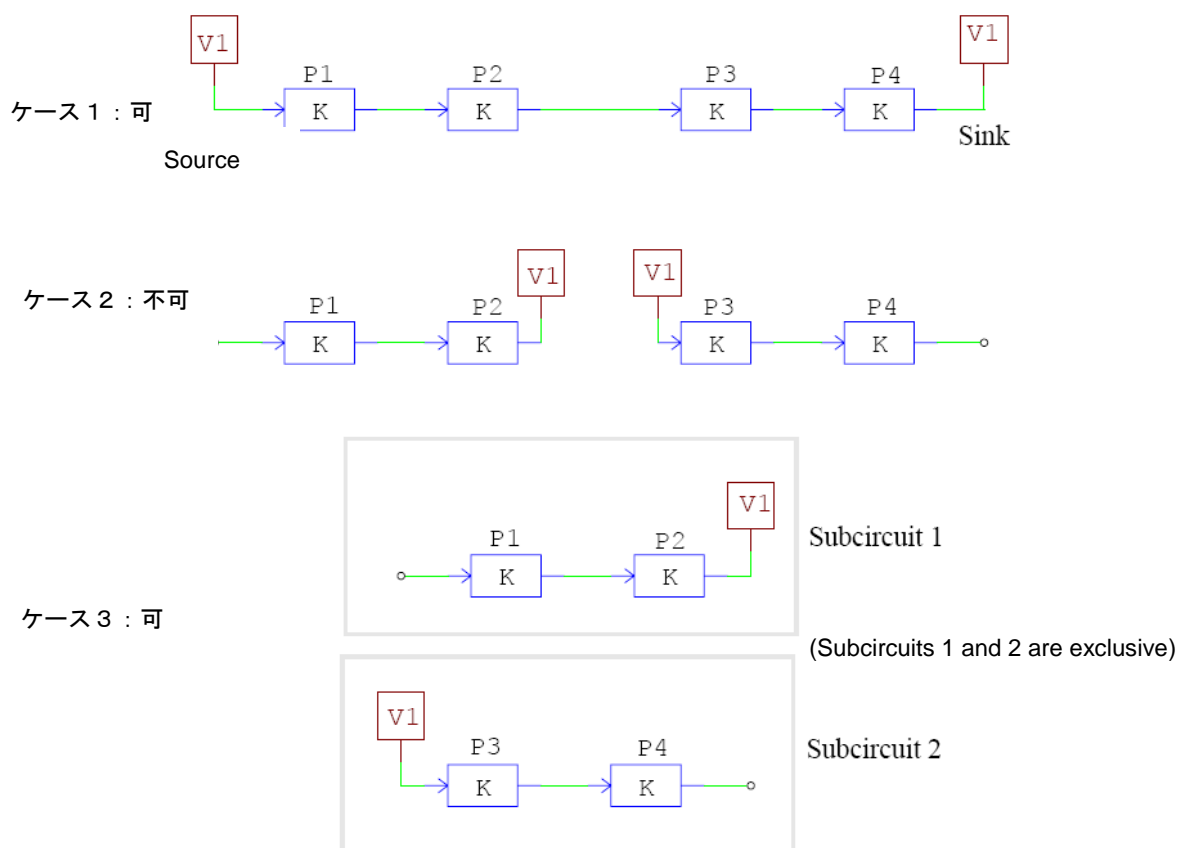 V1
V1
P1
P2
P3
P4
ケース１：可
K
K
K
K
Source
Sink
V1
V1
ケース２：不可
P1
P2
P3
P4
K
K
K
K
V1
P1
P2
Subcircuit 1
K
K
ケース３：可
(Subcircuits 1 and 2 are exclusive)
V1
P3
P4
Subcircuit 2
K
K